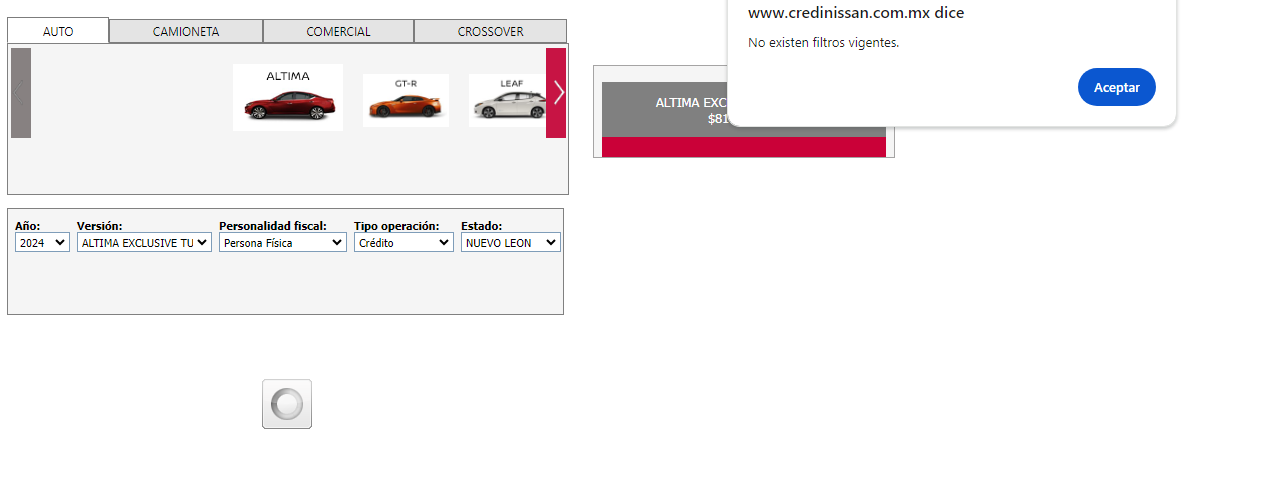 www.credinissan.com.mx dice
No existen filtros vigentes.
Aceptar
AUTO
CAMIONETA
COMERCIAL
CROSSOVER
ALTIMA
GT-R
LEAF
ALTIMA EXC
$81
Año:
Versión:
Personalidad fiscal:
Tipo operación:
Estado:
2024
ALTIMA EXCLUSIVE TU
Persona Física
Crédito
NUEVO LEON